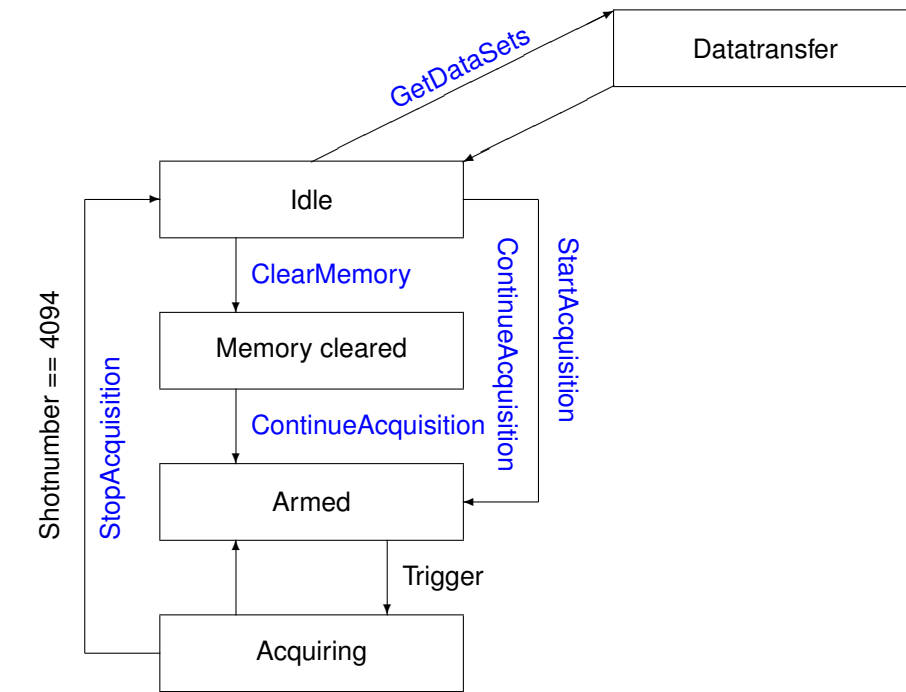 Datatransfer
GetDataSets
Idle
ClearMemory
ContinueAcquisition
StartAcquisition
Memory cleared
Shotnumber == 4094
StopAcquisition
ContinueAcquisition
Armed
Trigger
Acquiring